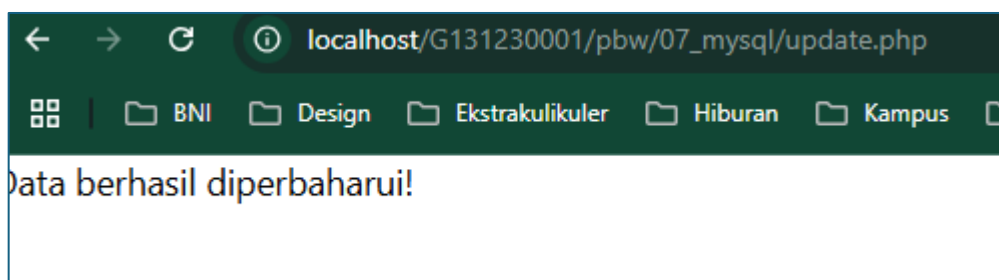 localhost/G131230001/pbw/07_mysql/update.php
BNI Design Ekstrakulikuler Hiburan Kampus
Data berhasil diperbaharui!